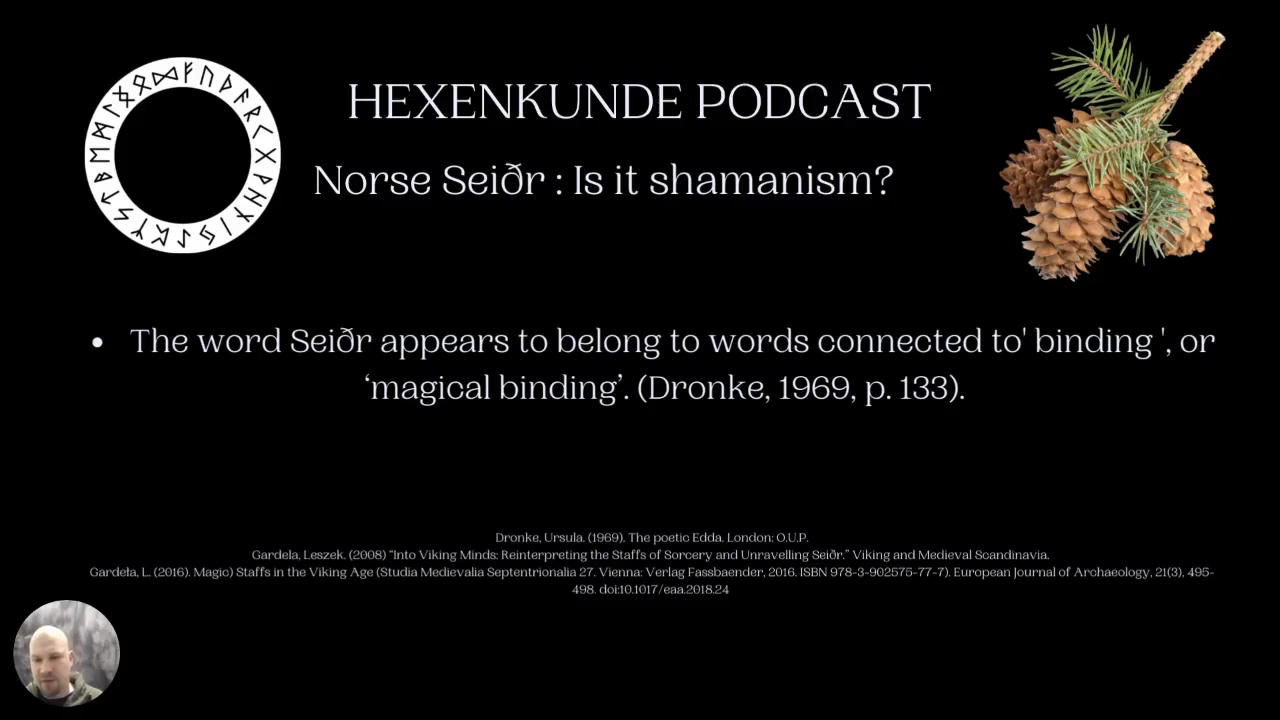 HEXENKUNDE PODCAST
Norse Seiðr : Is it shamanism?
• The word Seiðr appears to belong to words connected to' binding ', or
‘magical binding’. (Dronke, 1969, p. 133).
Dronke, Ursula. (1969). The poetic Edda. London: O.U.P.
Gardela, Leszek. (2008) “Into Viking Minds: Reinterpreting the Staffs of Sorcery and Unravelling Seiðr.” Viking and Medieval Scandinavia.
Gardeła, L. (2016). Magic) Staffs in the Viking Age (Studia Medievalia Septentrionalia 27. Vienna: Verlag Fassbaender, 2016. ISBN 978-3-902575-77-7). European Journal of Archaeology, 21(3), 495-
498. doi:10.1017/eaa.2018.24